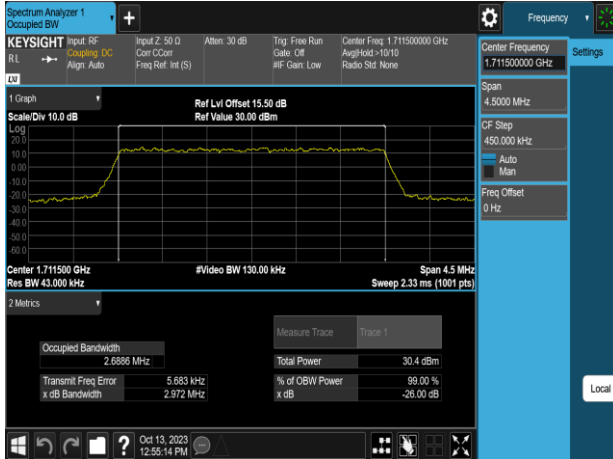 Spectrum Analyzer 1
Occupied BW
+
Frequency
KEYSIGHT
RL
LXI
Input: RF
Coupling: DC
Align: Auto
Input Z: 50 Ω
Corr CCorr
Freq Ref: Int (S)
Atten: 30 dB
Trig: Free Run
Gate: Off
#IF Gain: Low
Center Freq: 1.711500000 GHz
Avg|Hold:>10/10
Radio Std: None
Center Frequency
1.711500000 GHz
Settings
Span
4.5000 MHz
CF Step
450.000 kHz
Auto
Man
Freq Offset
0 Hz
Local
1 Graph
Scale/Div 10.0 dB
Ref Lvl Offset 15.50 dB
Ref Value 30.00 dBm
Log
20.0
10.0
0.00
-10.0
-20.0
-30.0
-40.0
-50.0
-60.0
Center 1.711500 GHz
Res BW 43.000 kHz
#Video BW 130.00 kHz
Span 4.5 MHz
Sweep 2.33 ms (1001 pts)
2 Metrics
Measure Trace
Trace 1
Occupied Bandwidth
2.6886 MHz
Total Power
30.4 dBm
Transmit Freq Error
5.683 kHz
% of OBW Power
99.00 %
x dB Bandwidth
2.972 MHz
x dB
-26.00 dB
?
Oct 13, 2023
12:55:14 PM